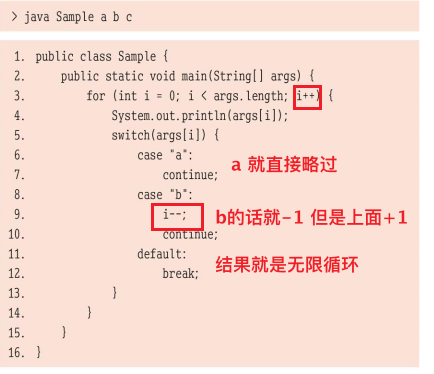 > java Sample a b c
1. public class Sample {
2. public static void main(String[] args) {
3. for (int i = 0; i < args.length; i++) {
4. System.out.println(args[i]);
5. switch(args[i]) {
6. case "a":
a 就直接略过
7. continue;
8. case "b":
9. i--;
b的话就-1 但是上面+1
10. continue;
11. default:
结果就是无限循环
12. break;
13. }
14. }
15. }
16. }